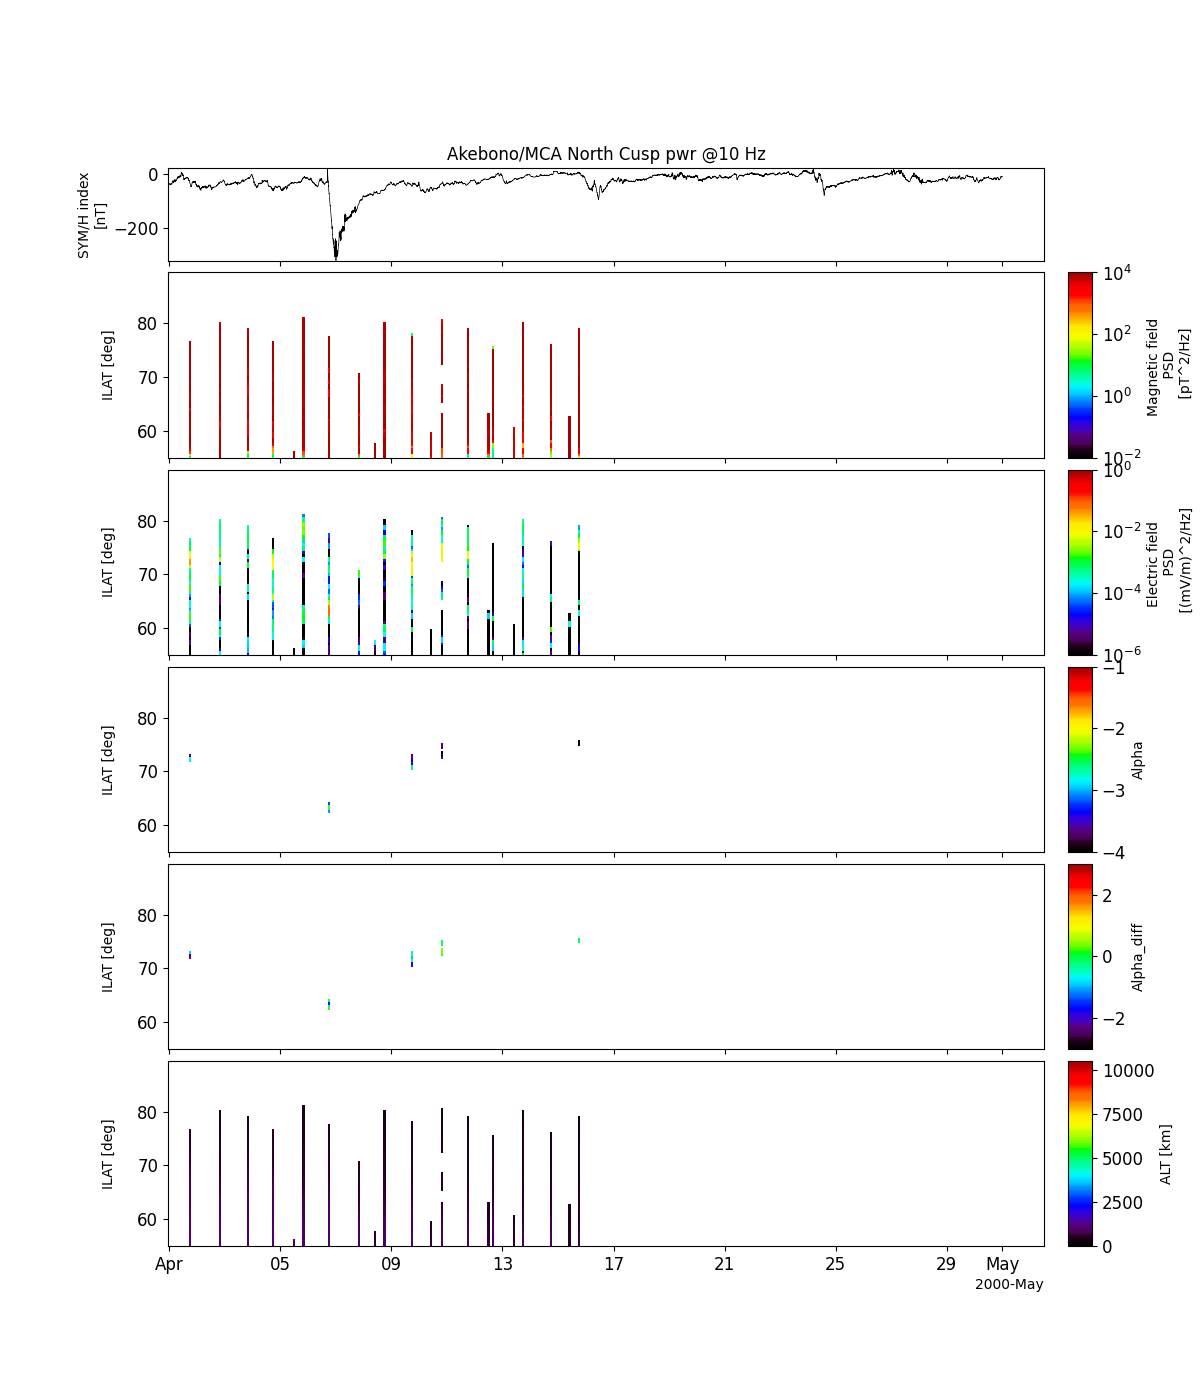 Akebono/MCA North Cusp pwr @10 Hz
SYM/H index
[nT]
0
−200
ILAT [deg]
80
70
60
10^4
10^2
10^0
10^-2
Magnetic field
PSD
[pT^2/Hz]
ILAT [deg]
80
70
60
10^0
10^-2
10^-4
10^-6
Electric field
PSD
[(mV/m)^2/Hz]
ILAT [deg]
80
70
60
−1
−2
−3
−4
Alpha
ILAT [deg]
80
70
60
2
0
−2
Alpha_diff
ILAT [deg]
80
70
60
10000
7500
5000
2500
0
ALT [km]
Apr 05 09 13 17 21 25 29 May
2000-May